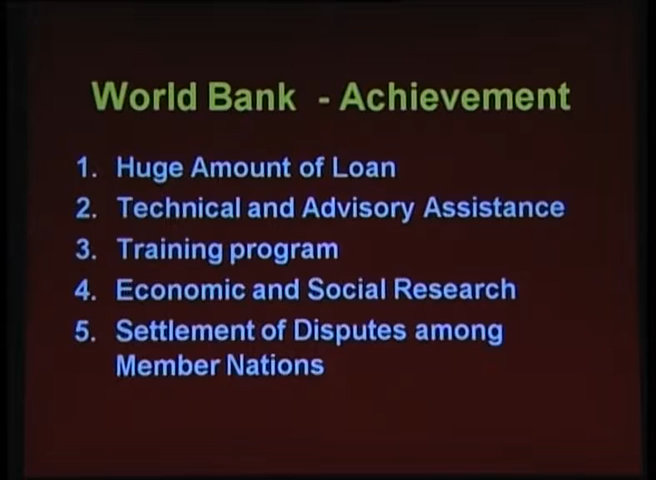 World Bank - Achievement
1. Huge Amount of Loan
2. Technical and Advisory Assistance
3. Training program
4. Economic and Social Research
5. Settlement of Disputes among
Member Nations